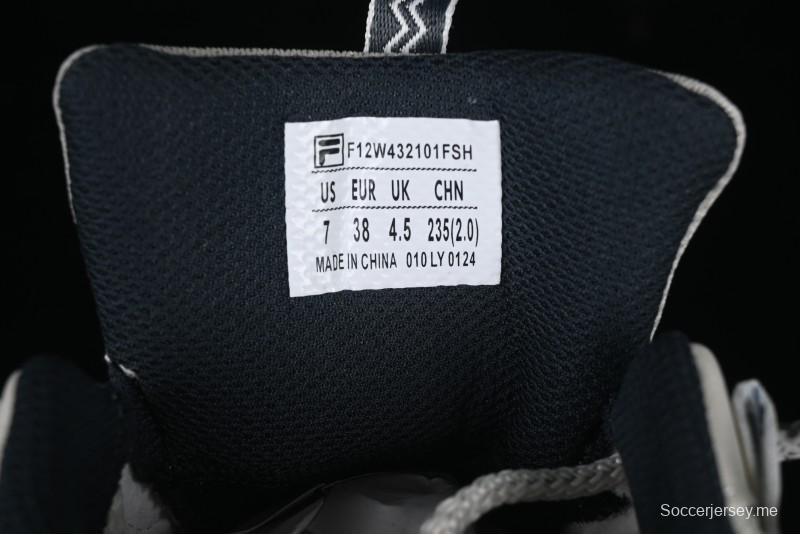 F F12W432101FSH
US EUR UK CHN
7 38 4.5 235(2.0)
MADE IN CHINA 010 LY 0124
Soccerjersey.me